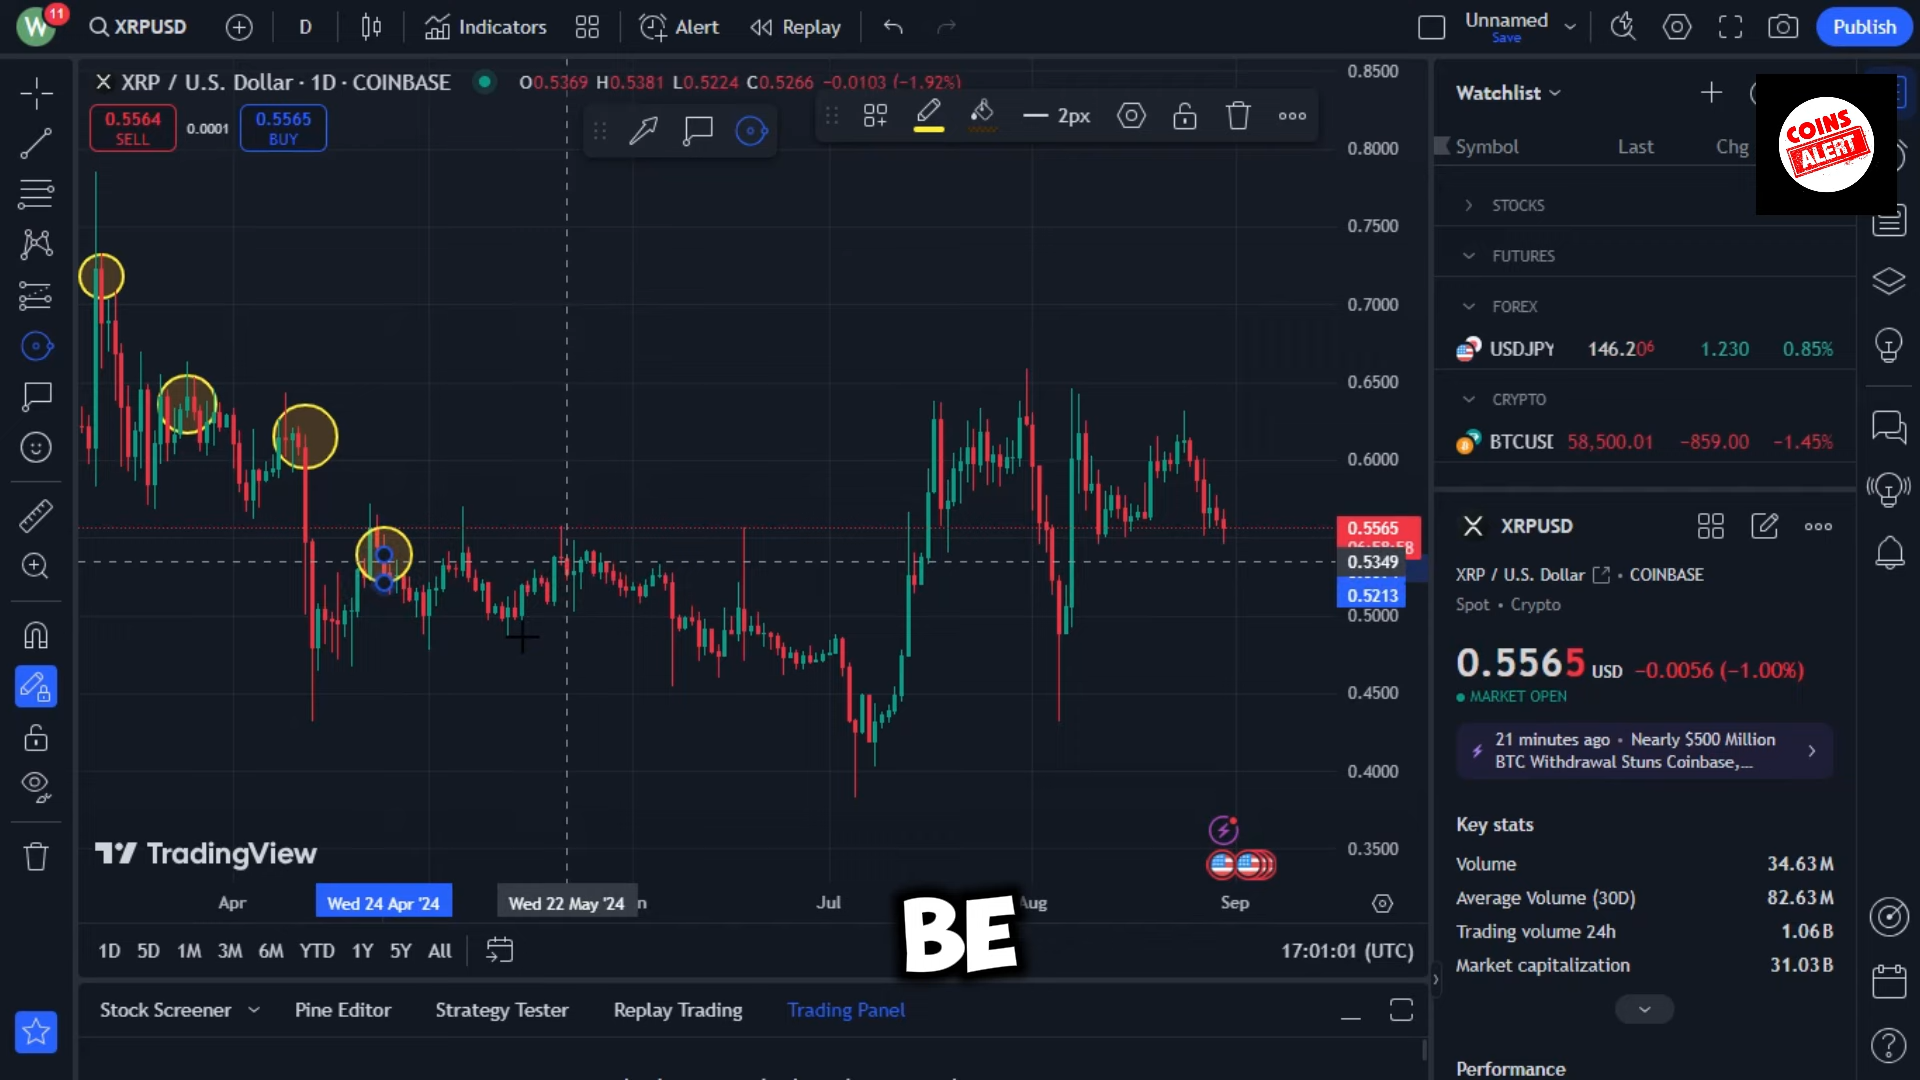 W 11
XRPUSD
D
Indicators
Alert
Replay
Unnamed
Save
Publish
X XRP / U.S. Dollar · 1D · COINBASE
O0.5369 H0.5381 L0.5224 C0.5266 −0.0103 (−1.92%)
0.5564
SELL
0.0001
0.5565
BUY
2px
0.8500
0.8000
0.7500
0.7000
0.6500
0.6000
0.5565
0.5349
0.5213
0.5000
0.4500
0.4000
0.3500
TradingView
Apr
Wed 24 Apr '24
Wed 22 May '24
Jul
Aug
Sep
BE
1D 5D 1M 3M 6M YTD 1Y 5Y All
17:01:01 (UTC)
Stock Screener
Pine Editor
Strategy Tester
Replay Trading
Trading Panel
Watchlist
COINS
ALERT
Symbol Last Chg
STOCKS
FUTURES
FOREX
USDJPY 146.206 1.230 0.85%
CRYPTO
BTCUSD 58,500.01 −859.00 −1.45%
XRPUSD
XRP / U.S. Dollar • COINBASE
Spot • Crypto
0.5565 USD −0.0056 (−1.00%)
MARKET OPEN
21 minutes ago • Nearly $500 Million
BTC Withdrawal Stuns Coinbase,...
Key stats
Volume 34.63M
Average Volume (30D) 82.63M
Trading volume 24h 1.06B
Market capitalization 31.03B
Performance